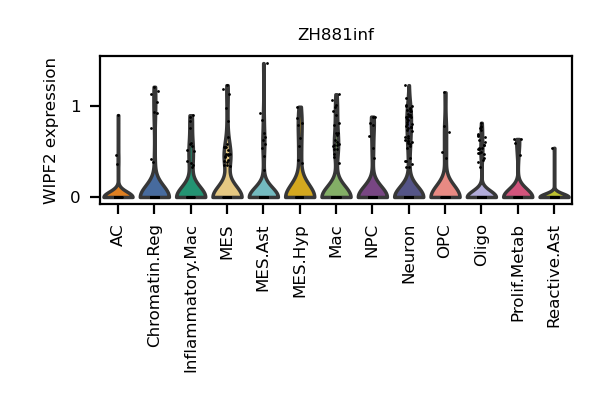 ZH881inf
WIPF2 expression
1
0
AC
Chromatin.Reg
Inflammatory.Mac
MES
MES.Ast
MES.Hyp
Mac
NPC
Neuron
OPC
Oligo
Prolif.Metab
Reactive.Ast